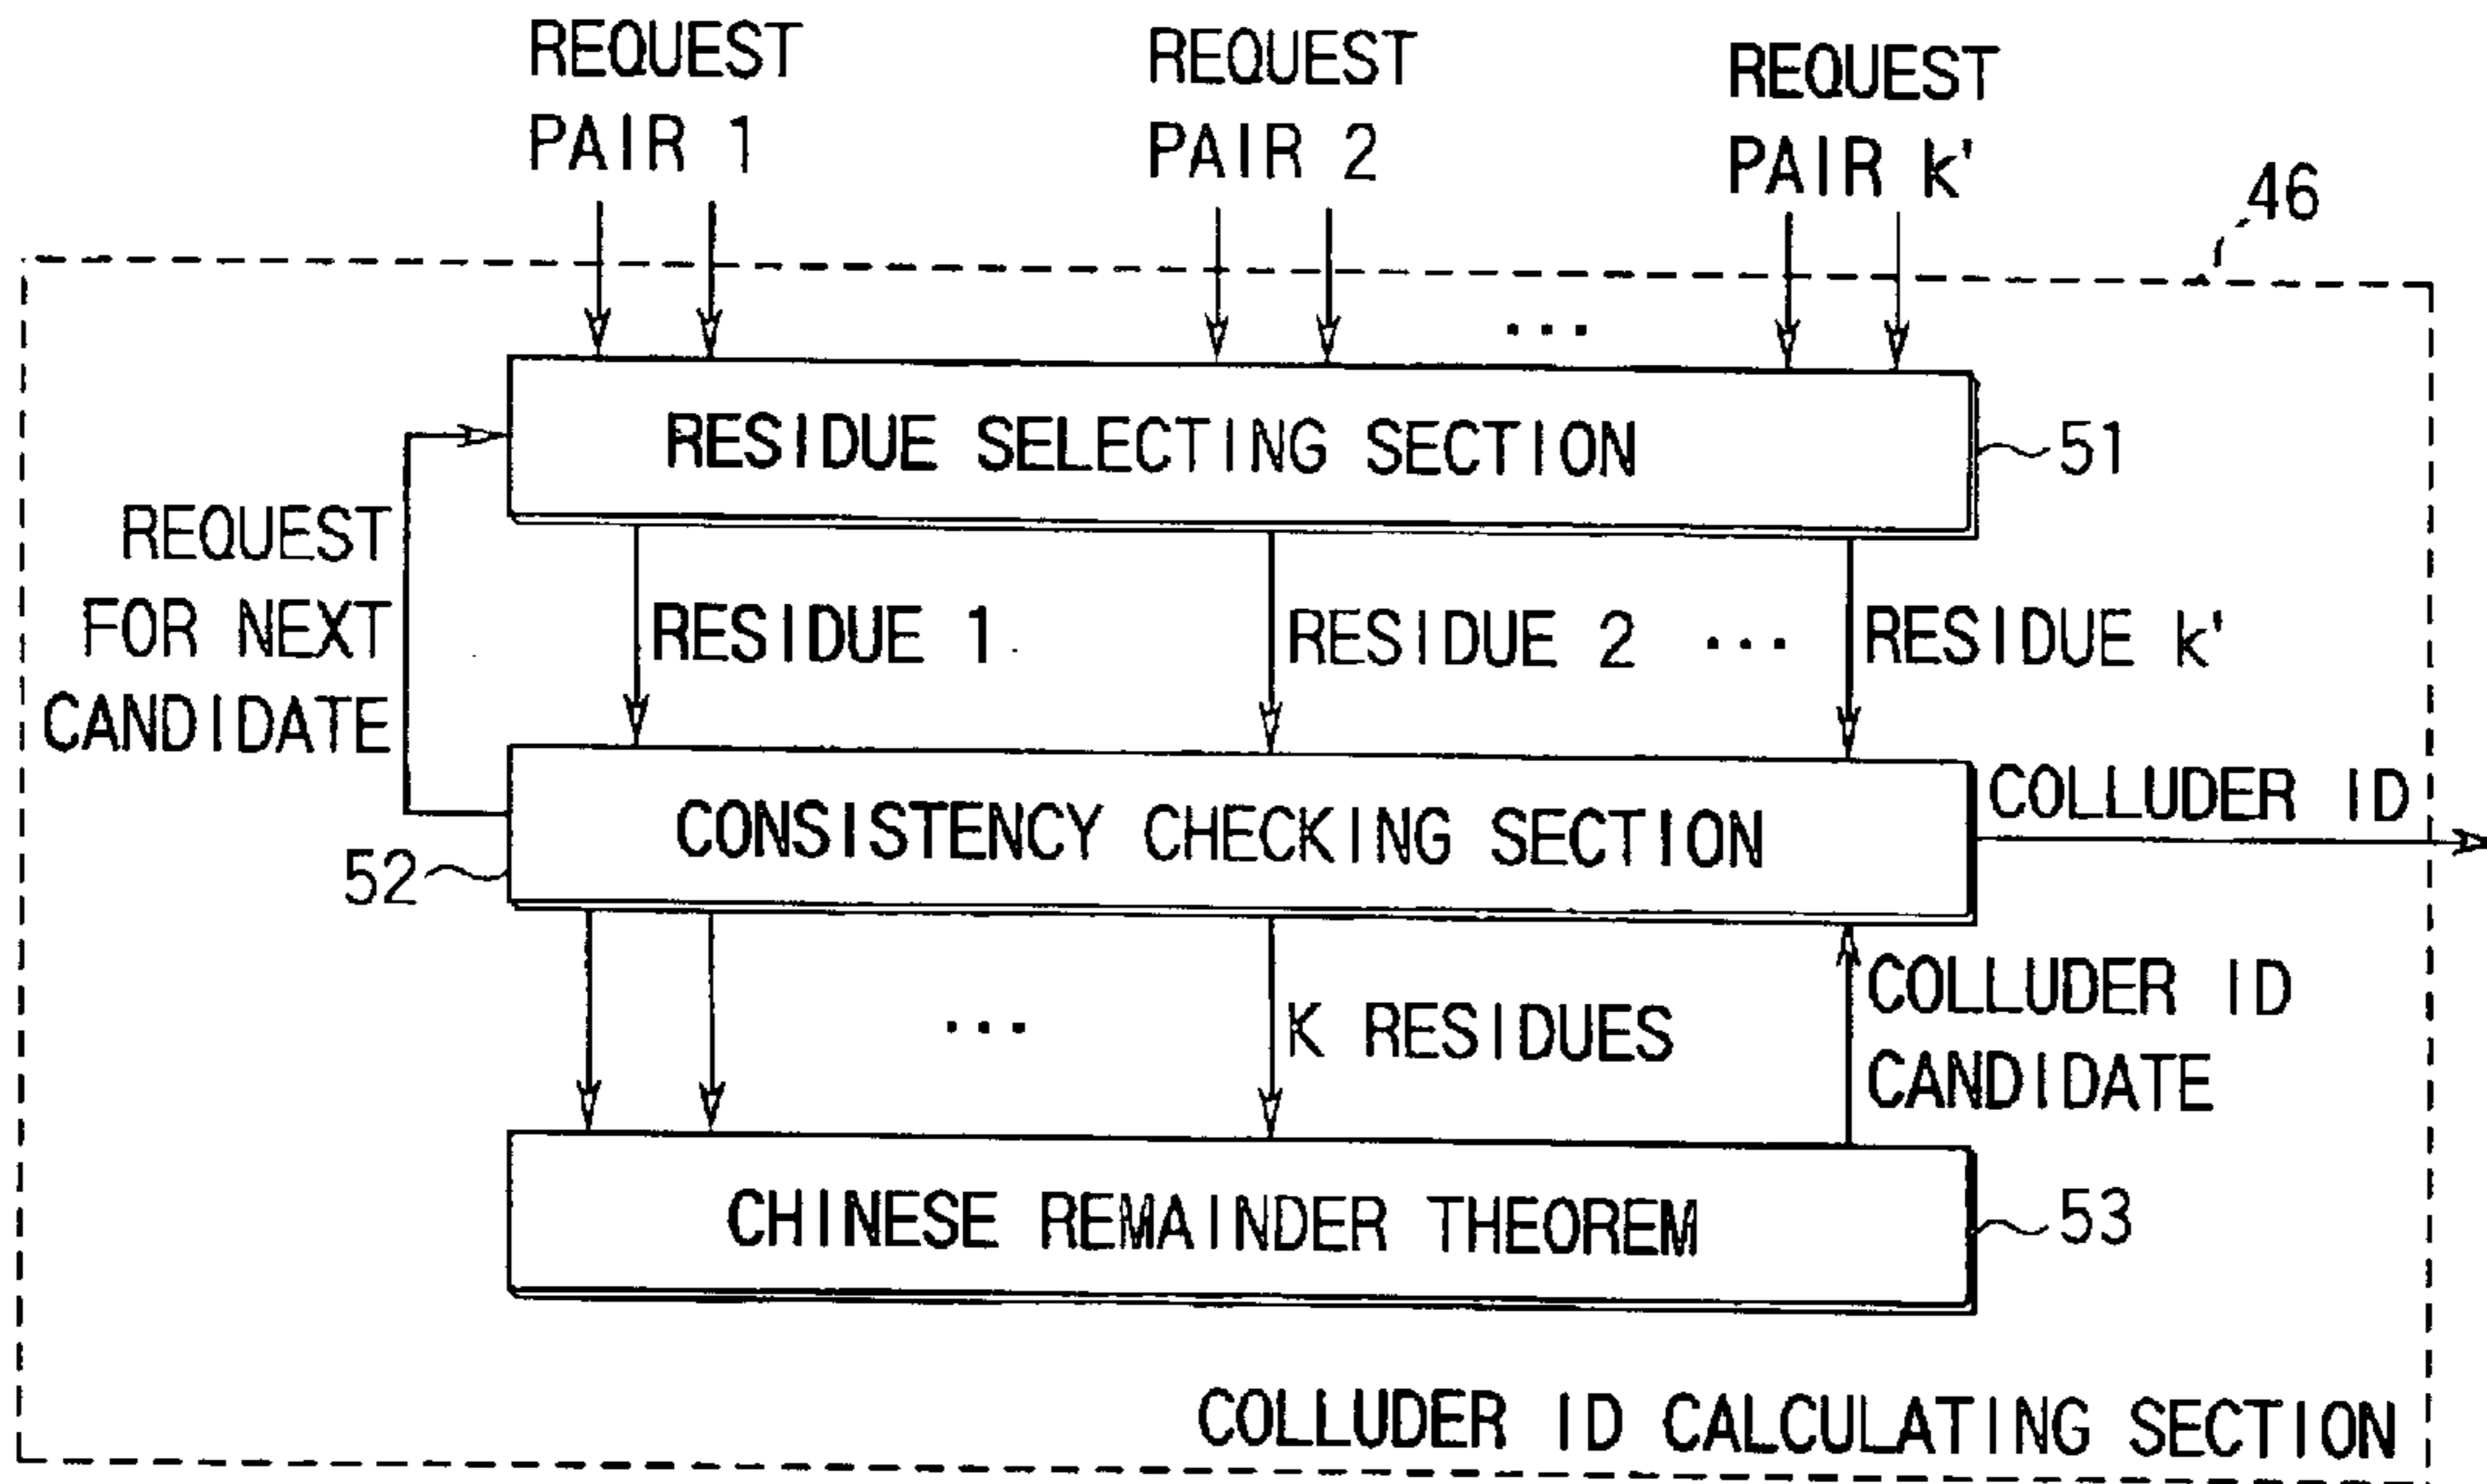 REQUEST
PAIR 1
REQUEST
PAIR 2
REQUEST
PAIR k'
46
...
RESIDUE SELECTING SECTION
51
REQUEST
FOR NEXT
CANDIDATE
RESIDUE 1
RESIDUE 2
...
RESIDUE k'
CONSISTENCY CHECKING SECTION
52
COLLUDER ID
...
K RESIDUES
COLLUDER ID
CANDIDATE
CHINESE REMAINDER THEOREM
53
COLLUDER ID CALCULATING SECTION